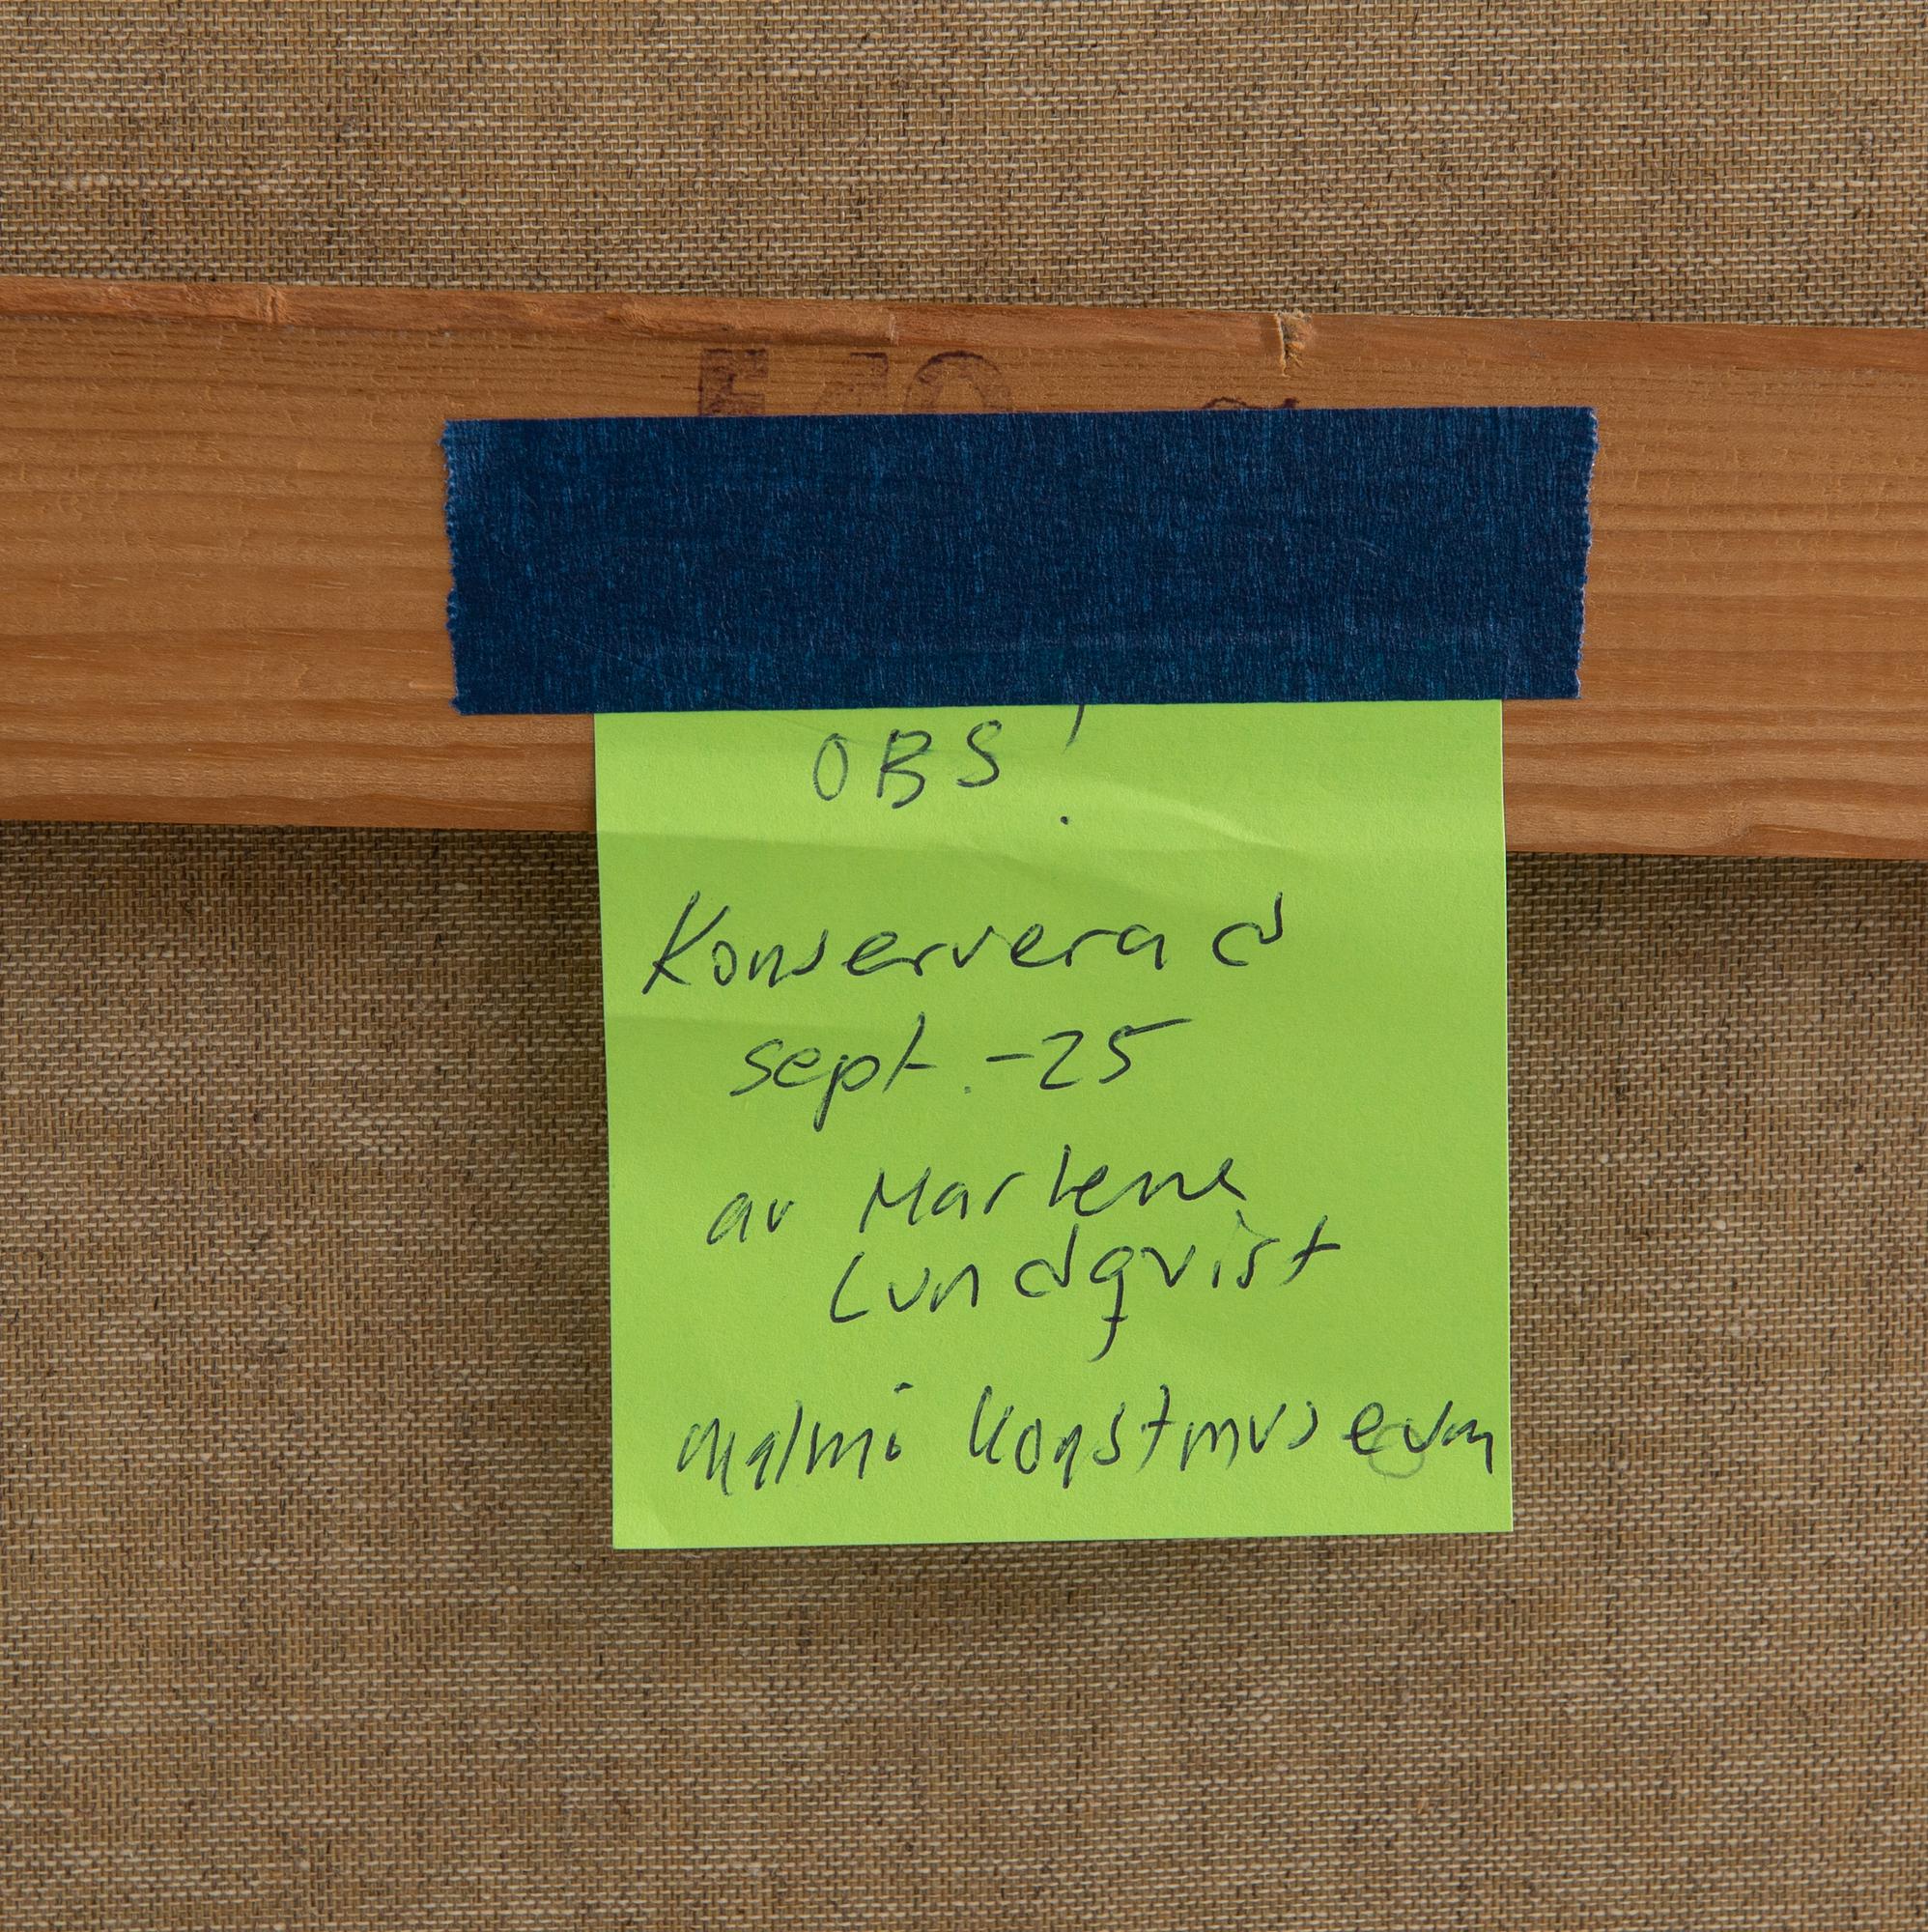 OBS!
Konserverad
sept. -25
av Marlene
Lundqvist
malmö konstmuseum